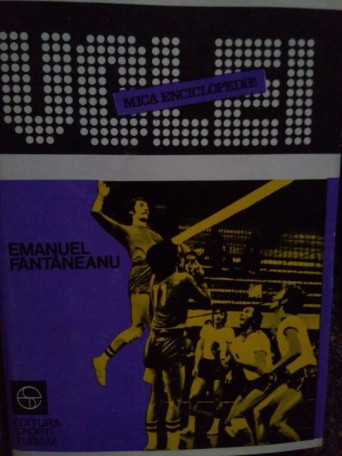 VOLEI
MICA ENCICLOPEDIE
EMANUEL
FÂNTÂNEANU
EDITURA
SPORT-
TURISM